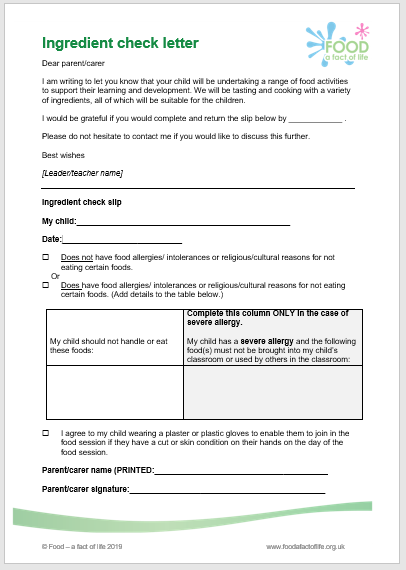 Ingredient check letter
FOOD
a fact of life
Dear parent/carer
I am writing to let you know that your child will be undertaking a range of food activities
to support their learning and development. We will be tasting and cooking with a variety
of ingredients, all of which will be suitable for the children.
I would be grateful if you would complete and return the slip below by ____________ .
Please do not hesitate to contact me if you would like to discuss this further.
Best wishes
[Leader/teacher name]
Ingredient check slip
My child:
Date:
☐ Does not have food allergies/ intolerances or religious/cultural reasons for not
eating certain foods.
Or
☐ Does have food allergies/ intolerances or religious/cultural reasons for not eating
certain foods. (Add details to the table below.)
My child should not handle or eat
these foods:
Complete this column ONLY in the case of
severe allergy.
My child has a severe allergy and the following
food(s) must not be brought into my child's
classroom or used by others in the classroom:
☐ I agree to my child wearing a plaster or plastic gloves to enable them to join in the
food session if they have a cut or skin condition on their hands on the day of the
food session.
Parent/carer name (PRINTED:
Parent/carer signature:
© Food – a fact of life 2019
www.foodafactoflife.org.uk